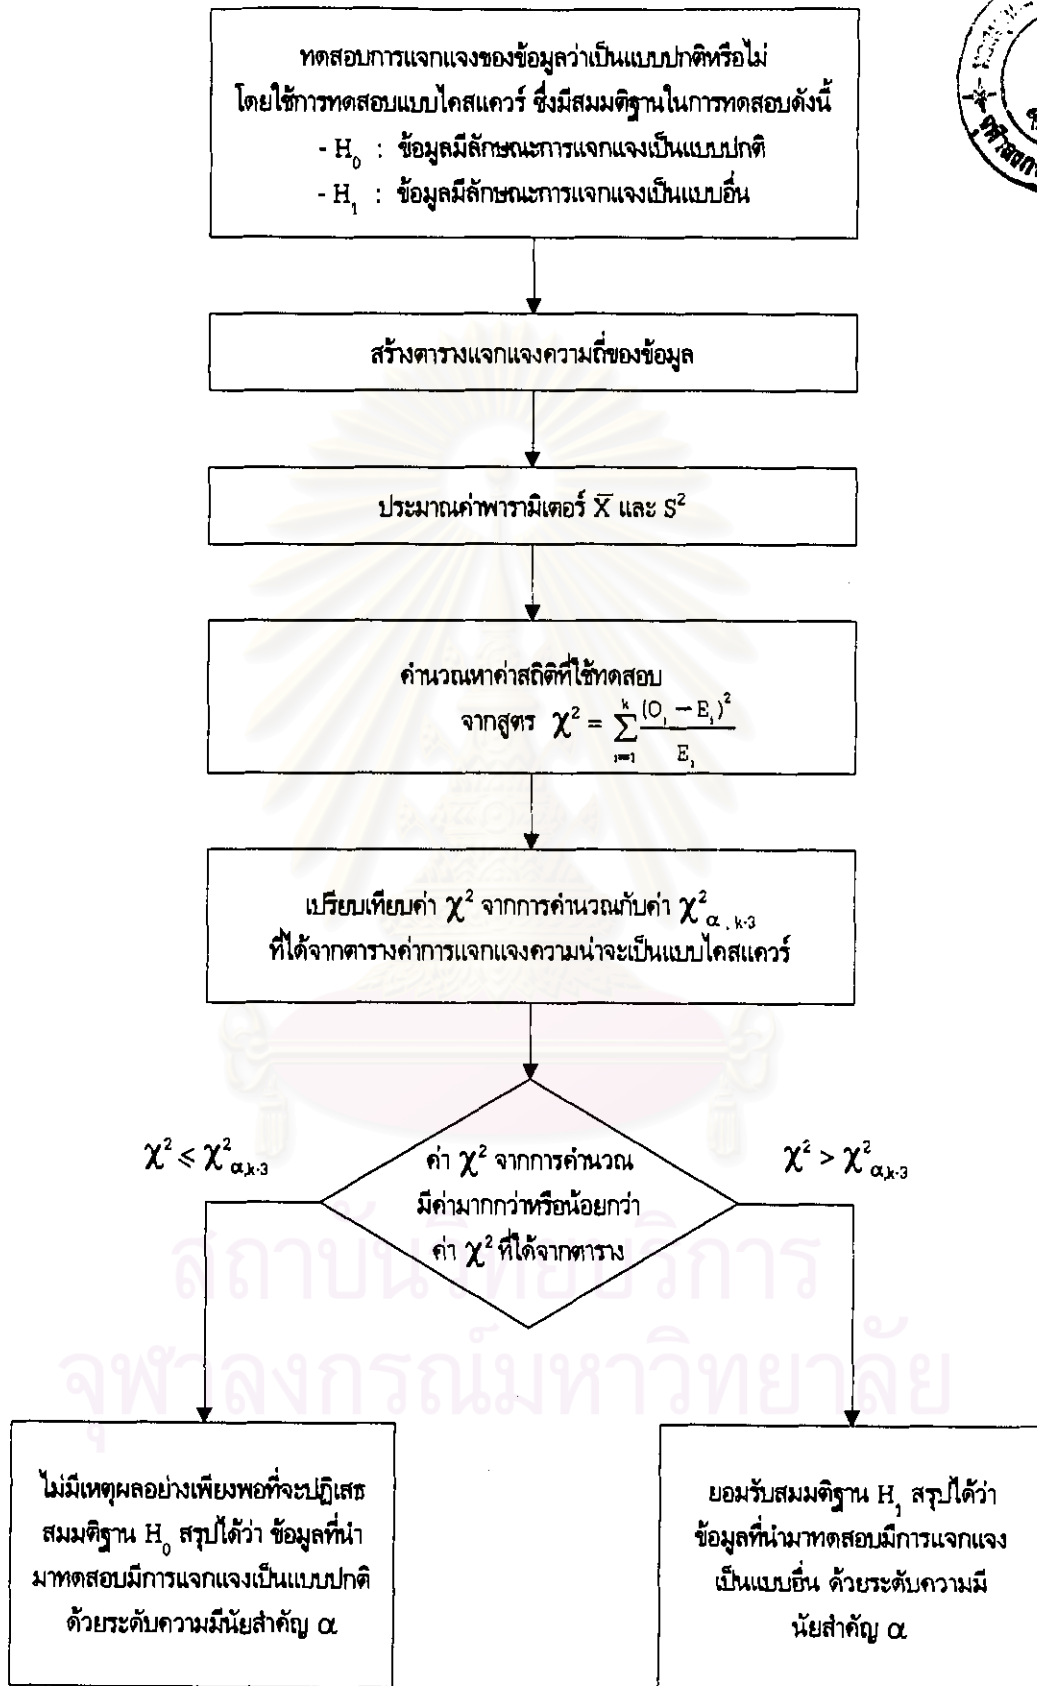 ทดสอบการแจกแจงของข้อมูลว่าเป็นแบบปกติหรือไม่
โดยใช้การทดสอบแบบไคสแควร์ ซึ่งมีสมมติฐานในการทดสอบดังนี้
- H₀ : ข้อมูลมีลักษณะการแจกแจงเป็นแบบปกติ
- H₁ : ข้อมูลมีลักษณะการแจกแจงเป็นแบบอื่น
สร้างตารางแจกแจงความถี่ของข้อมูล
ประมาณค่าพารามิเตอร์ X̄ และ S²
คำนวณหาค่าสถิติที่ใช้ทดสอบ
จากสูตร χ² = Σᵢ₌₁ᵏ (Oᵢ − Eᵢ)² / Eᵢ
เปรียบเทียบค่า χ² จากการคำนวณกับค่า χ²α, k-3
ที่ได้จากตารางค่าการแจกแจงความน่าจะเป็นแบบไคสแควร์
χ² ≤ χ²α,k-3
ค่า χ² จากการคำนวณ
มีค่ามากกว่าหรือน้อยกว่า
ค่า χ² ที่ได้จากตาราง
χ² > χ²α,k-3
สถาบันวิทยบริการ
จุฬาลงกรณ์มหาวิทยาลัย
ไม่มีเหตุผลอย่างเพียงพอที่จะปฏิเสธ
สมมติฐาน H₀ สรุปได้ว่า ข้อมูลที่นำ
มาทดสอบมีการแจกแจงเป็นแบบปกติ
ด้วยระดับความมีนัยสำคัญ α
ยอมรับสมมติฐาน H₁ สรุปได้ว่า
ข้อมูลที่นำมาทดสอบมีการแจกแจง
เป็นแบบอื่น ด้วยระดับความมี
นัยสำคัญ α